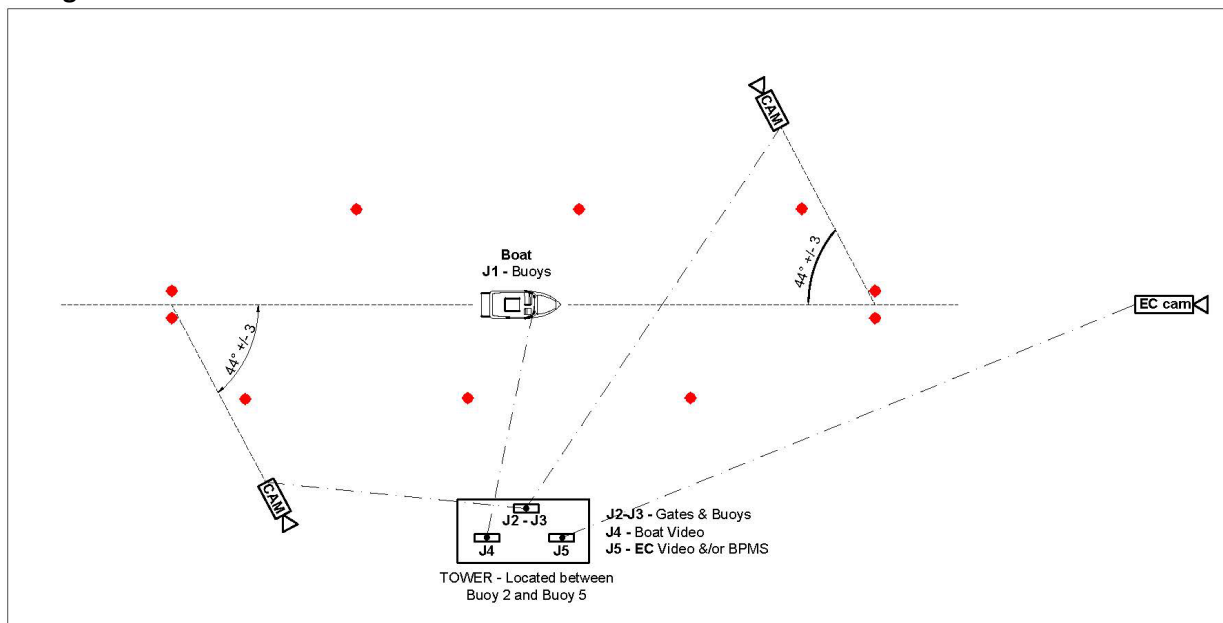 CAM
Boat
J1 - Buoys
44° +/- 3
EC cam
44° +/- 3
CAM
J2 - J3
J4
J5
J2-J3 - Gates & Buoys
J4 - Boat Video
J5 - EC Video &/or BPMS
TOWER - Located between
Buoy 2 and Buoy 5